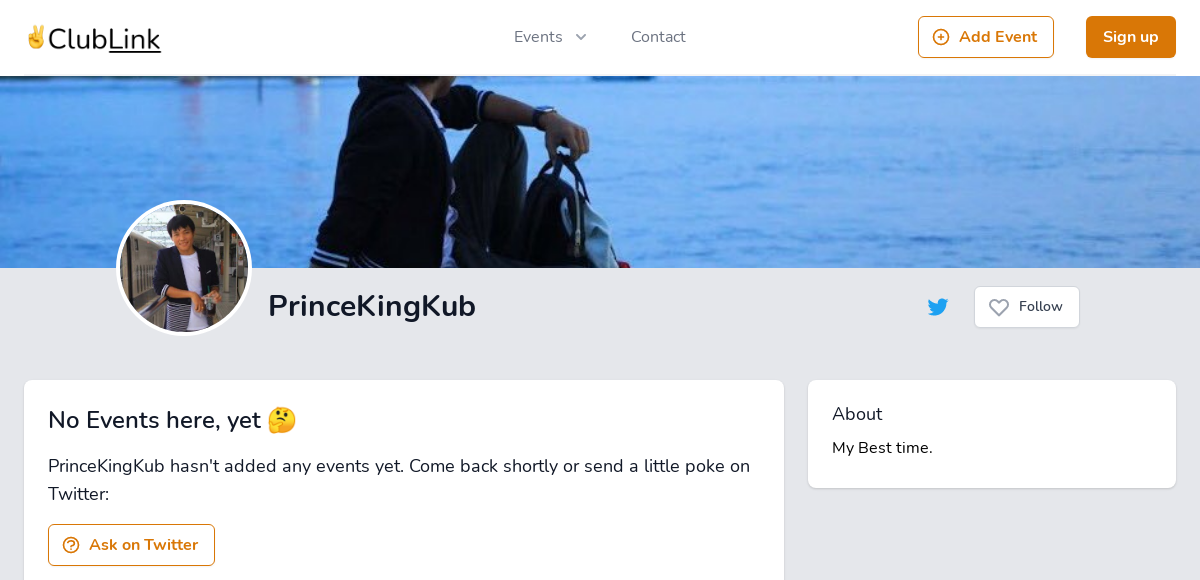 ✌️ClubLink
Events
Contact
Add Event
Sign up
PrinceKingKub
Follow
No Events here, yet 🤔
PrinceKingKub hasn't added any events yet. Come back shortly or send a little poke on
Twitter:
Ask on Twitter
About
My Best time.